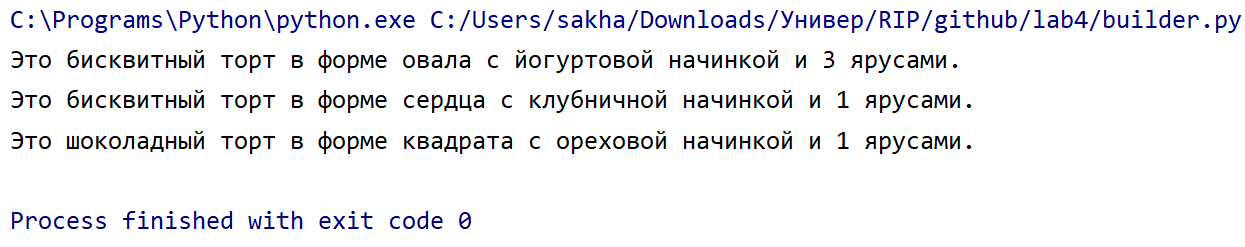 C:\Programs\Python\python.exe C:/Users/sakha/Downloads/Универ/RIP/github/lab4/builder.py
Это бисквитный торт в форме овала с йогуртовой начинкой и 3 ярусами.
Это бисквитный торт в форме сердца с клубничной начинкой и 1 ярусами.
Это шоколадный торт в форме квадрата с ореховой начинкой и 1 ярусами.
Process finished with exit code 0